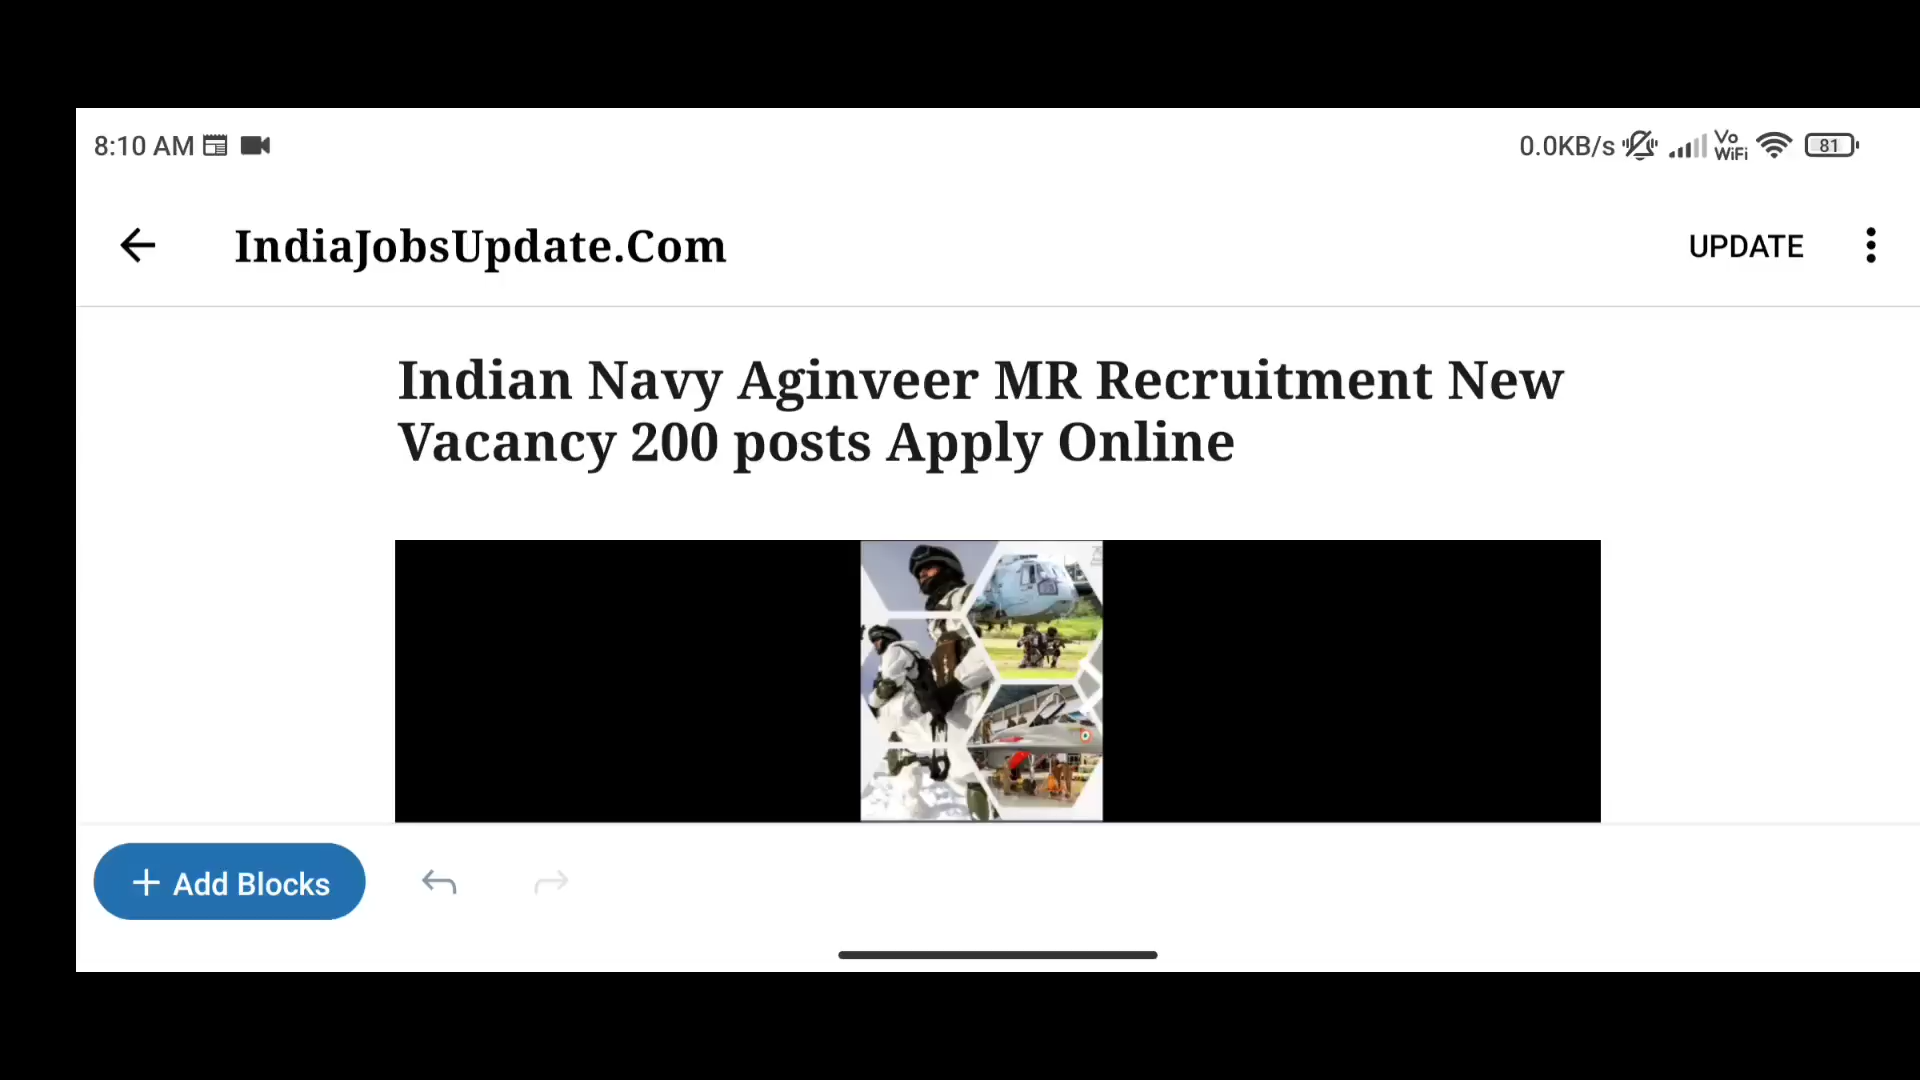 8:10 AM
0.0KB/s
Vo
WiFi
81
IndiaJobsUpdate.Com
UPDATE
Indian Navy Aginveer MR Recruitment New
Vacancy 200 posts Apply Online
Add Blocks